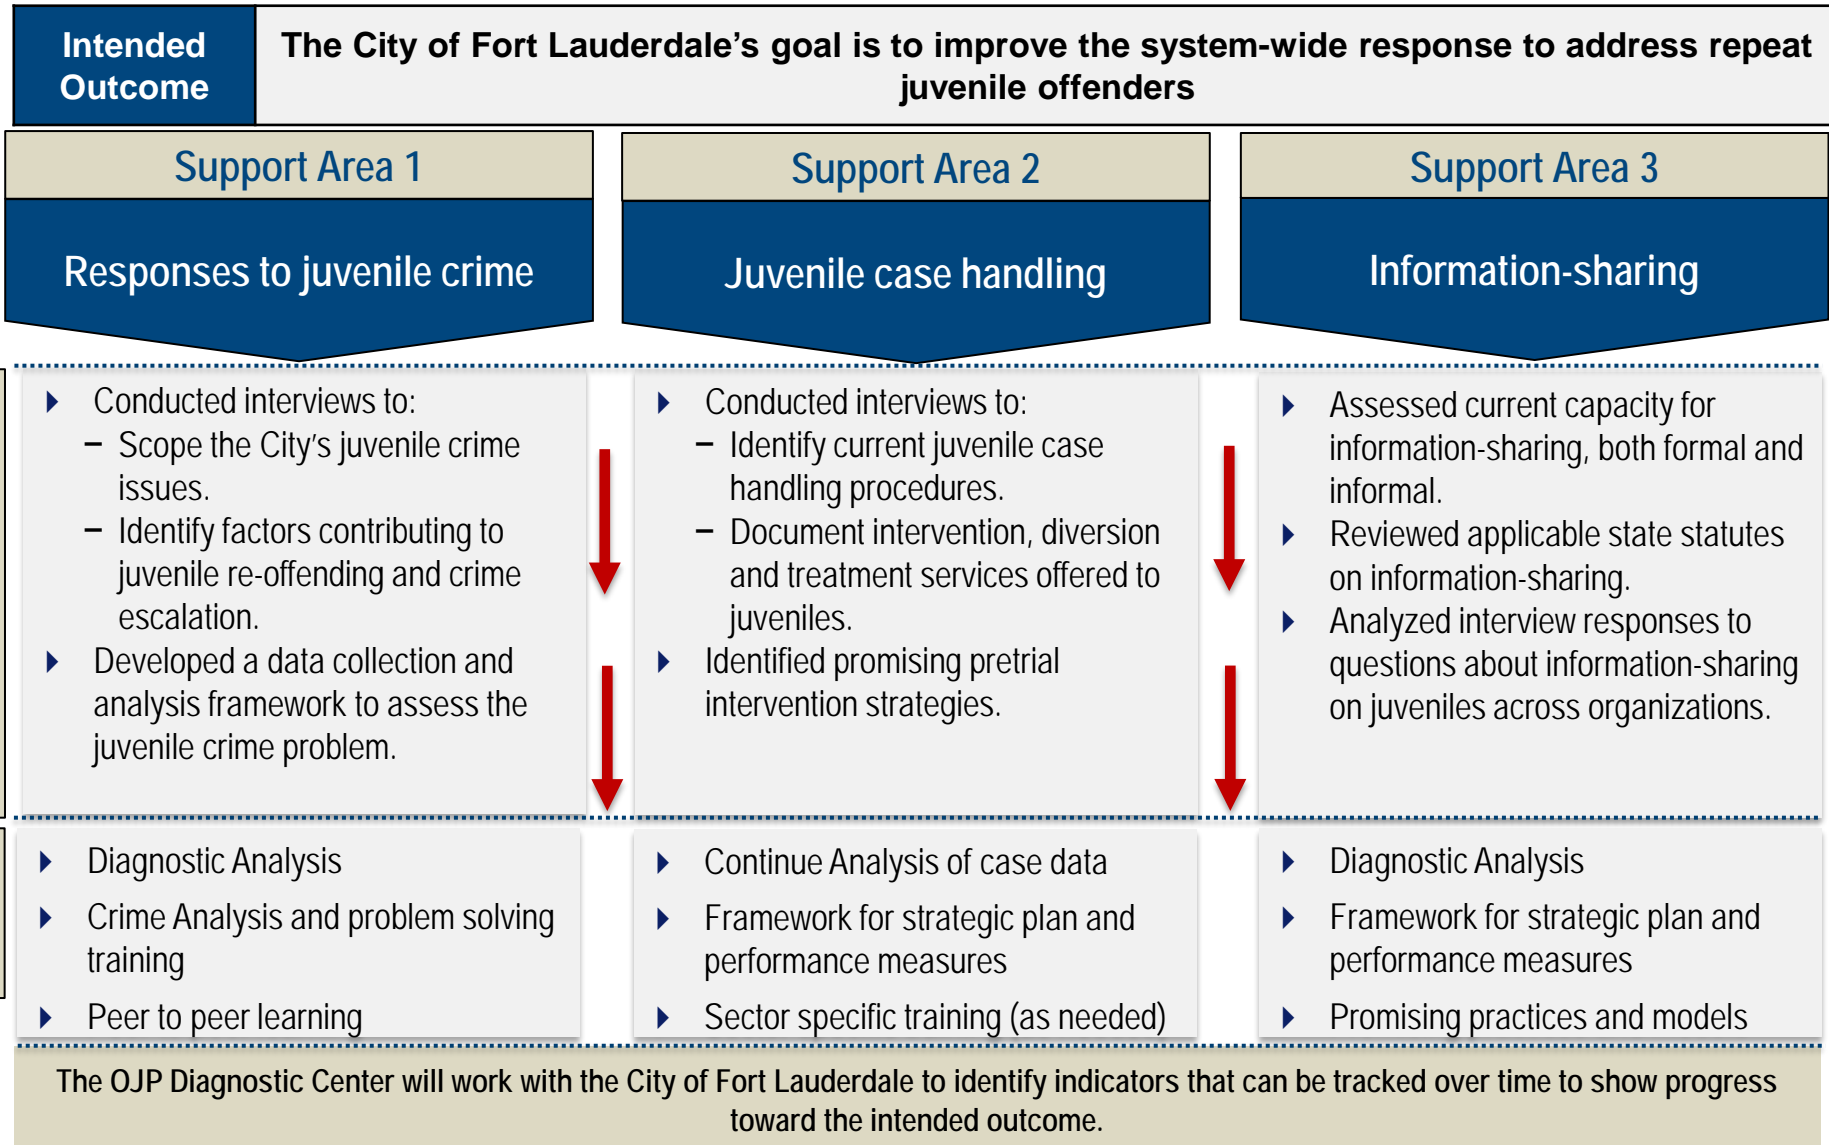 Intended
Outcome
The City of Fort Lauderdale's goal is to improve the system-wide response to address repeat
juvenile offenders
Support Area 1
Responses to juvenile crime
Support Area 2
Juvenile case handling
Support Area 3
Information-sharing
Conducted interviews to:
– Scope the City's juvenile crime
issues.
– Identify factors contributing to
juvenile re-offending and crime
escalation.
Developed a data collection and
analysis framework to assess the
juvenile crime problem.
Conducted interviews to:
– Identify current juvenile case
handling procedures.
– Document intervention, diversion
and treatment services offered to
juveniles.
Identified promising pretrial
intervention strategies.
Assessed current capacity for
information-sharing, both formal and
informal.
Reviewed applicable state statutes
on information-sharing.
Analyzed interview responses to
questions about information-sharing
on juveniles across organizations.
Diagnostic Analysis
Crime Analysis and problem solving
training
Peer to peer learning
Continue Analysis of case data
Framework for strategic plan and
performance measures
Sector specific training (as needed)
Diagnostic Analysis
Framework for strategic plan and
performance measures
Promising practices and models
The OJP Diagnostic Center will work with the City of Fort Lauderdale to identify indicators that can be tracked over time to show progress
toward the intended outcome.